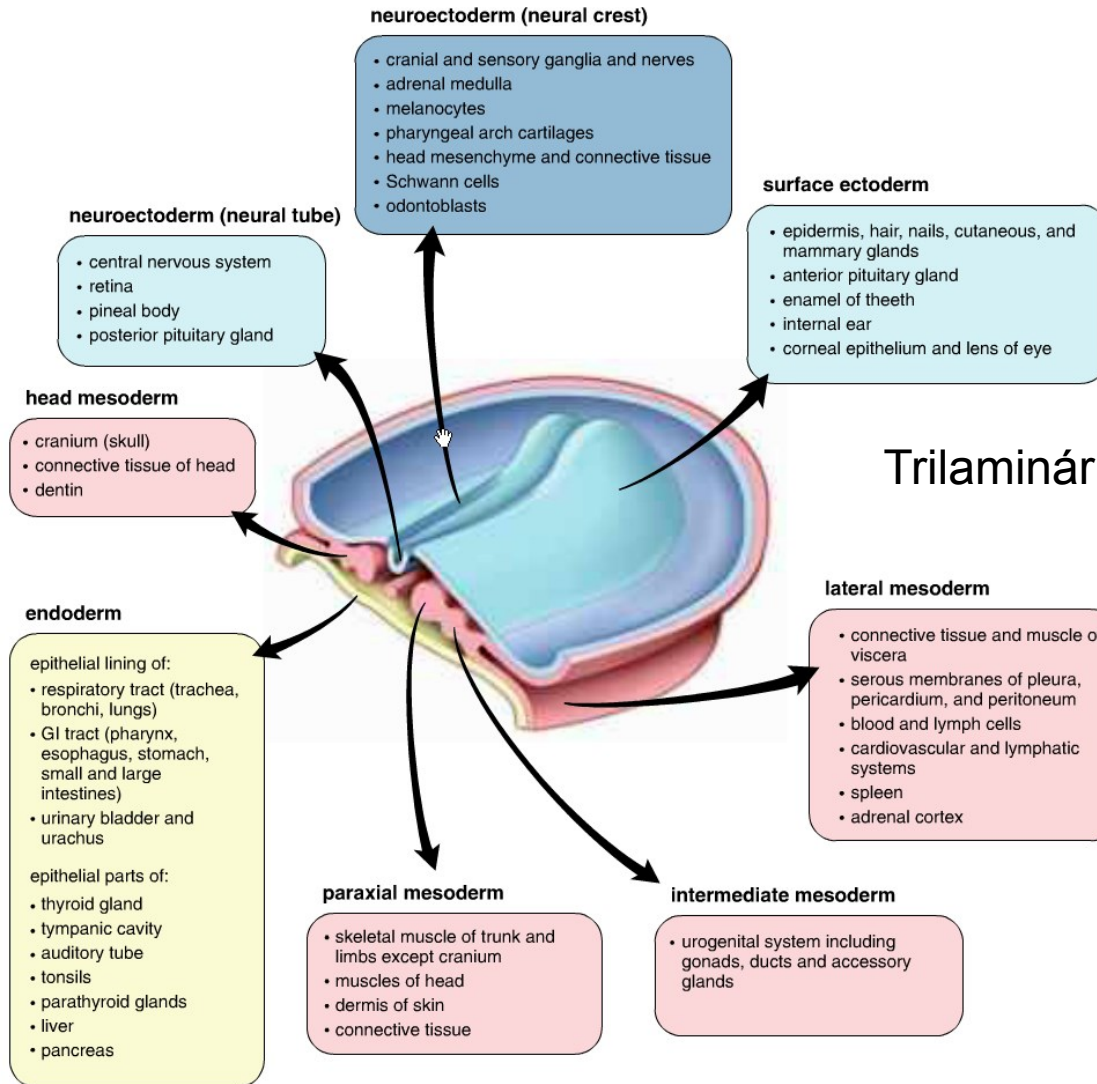 neuroectoderm (neural crest)
• cranial and sensory ganglia and nerves
• adrenal medulla
• melanocytes
• pharyngeal arch cartilages
• head mesenchyme and connective tissue
• Schwann cells
• odontoblasts
neuroectoderm (neural tube)
• central nervous system
• retina
• pineal body
• posterior pituitary gland
surface ectoderm
• epidermis, hair, nails, cutaneous, and
mammary glands
• anterior pituitary gland
• enamel of theeth
• internal ear
• corneal epithelium and lens of eye
head mesoderm
• cranium (skull)
• connective tissue of head
• dentin
Trilaminár
endoderm
epithelial lining of:
• respiratory tract (trachea,
bronchi, lungs)
• GI tract (pharynx,
esophagus, stomach,
small and large
intestines)
• urinary bladder and
urachus
epithelial parts of:
• thyroid gland
• tympanic cavity
• auditory tube
• tonsils
• parathyroid glands
• liver
• pancreas
lateral mesoderm
• connective tissue and muscle o
viscera
• serous membranes of pleura,
pericardium, and peritoneum
• blood and lymph cells
• cardiovascular and lymphatic
systems
• spleen
• adrenal cortex
paraxial mesoderm
• skeletal muscle of trunk and
limbs except cranium
• muscles of head
• dermis of skin
• connective tissue
intermediate mesoderm
• urogenital system including
gonads, ducts and accessory
glands